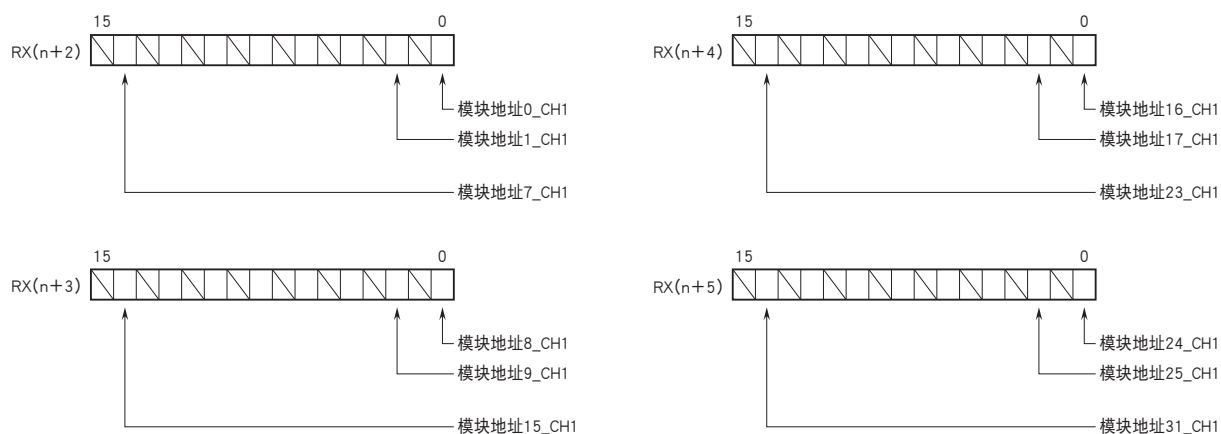 15 0
RX(n+2)
模块地址0_CH1
模块地址1_CH1
模块地址7_CH1
15 0
RX(n+4)
模块地址16_CH1
模块地址17_CH1
模块地址23_CH1
15 0
RX(n+3)
模块地址8_CH1
模块地址9_CH1
模块地址15_CH1
15 0
RX(n+5)
模块地址24_CH1
模块地址25_CH1
模块地址31_CH1